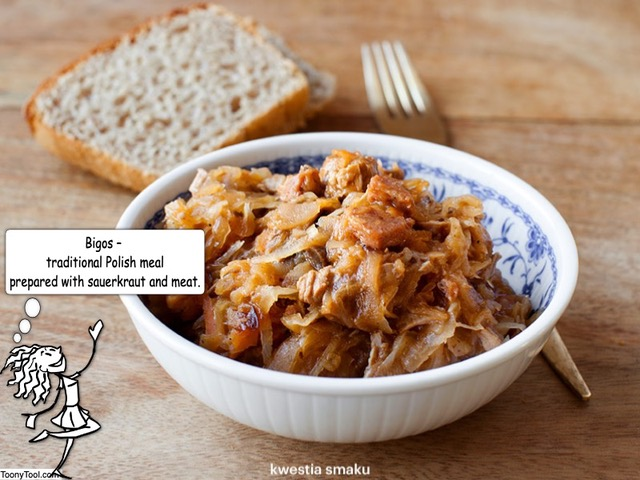 Bigos –
traditional Polish meal
prepared with sauerkraut and meat.
ToonyTool.com
kwestia smaku